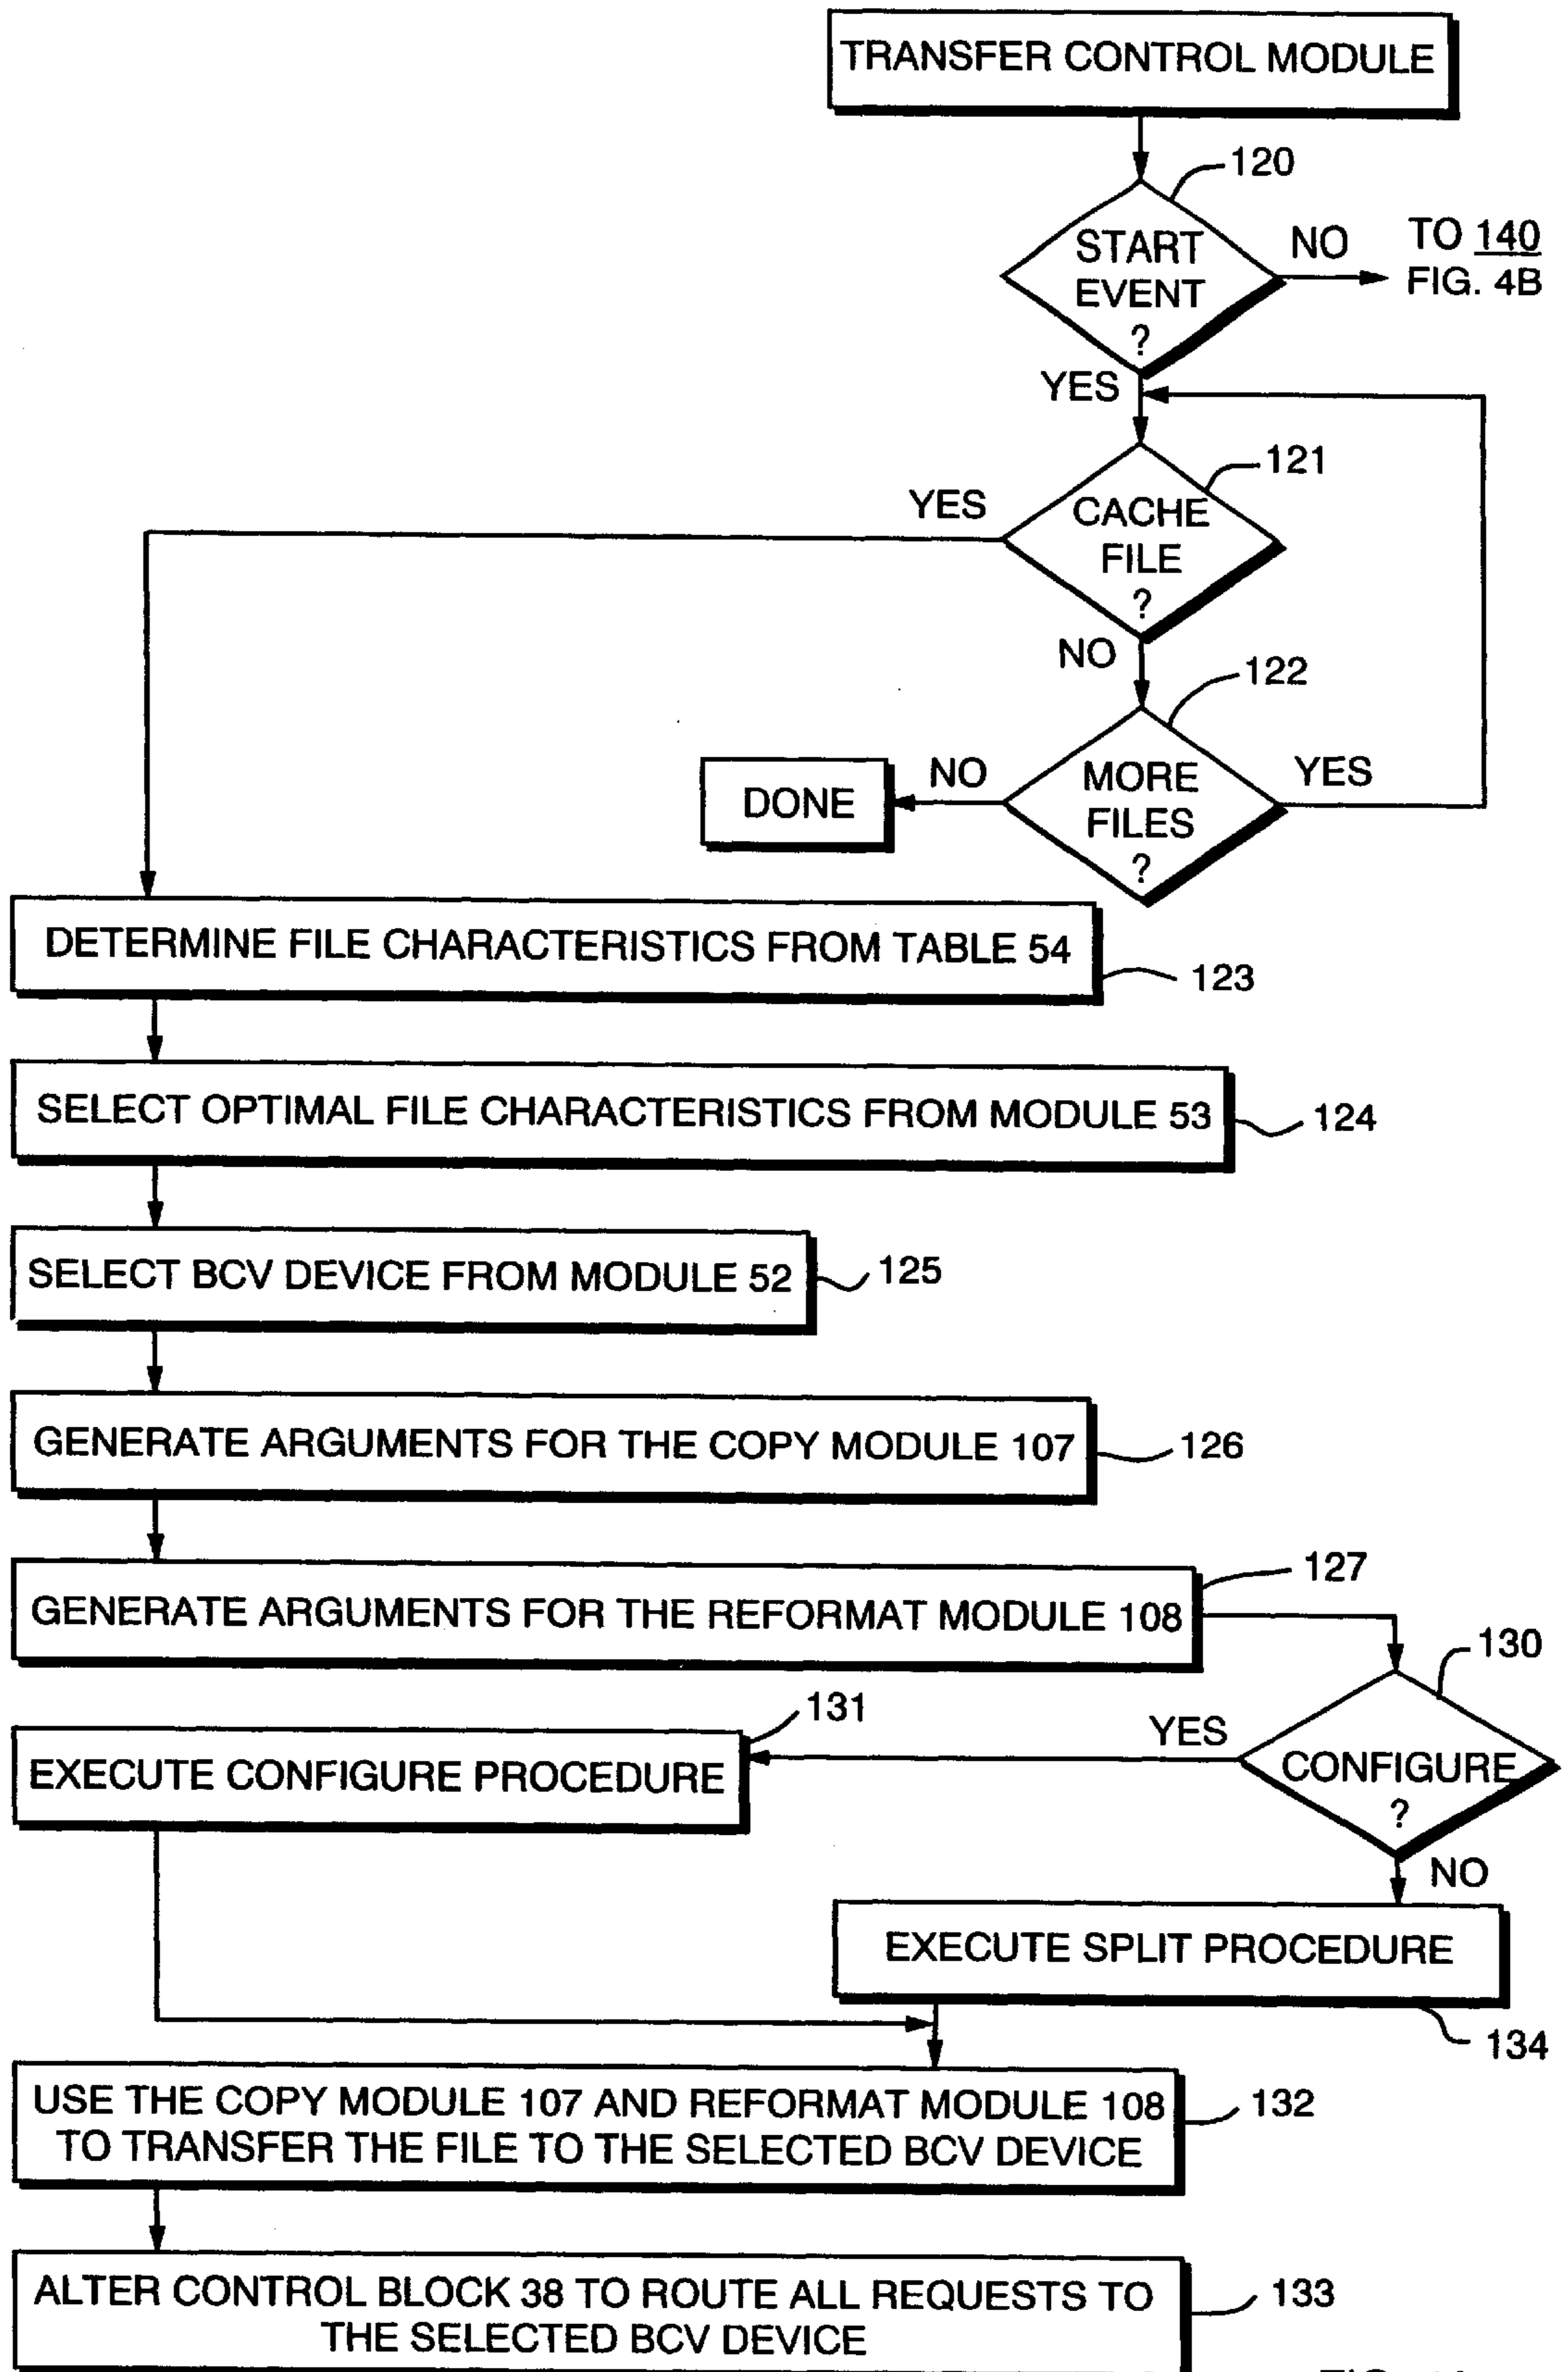 TRANSFER CONTROL MODULE
120
START
EVENT
?
NO
TO 140
FIG. 4B
YES
121
YES
CACHE
FILE
?
NO
122
MORE
FILES
?
NO
YES
DONE
DETERMINE FILE CHARACTERISTICS FROM TABLE 54
123
SELECT OPTIMAL FILE CHARACTERISTICS FROM MODULE 53
124
SELECT BCV DEVICE FROM MODULE 52
125
GENERATE ARGUMENTS FOR THE COPY MODULE 107
126
GENERATE ARGUMENTS FOR THE REFORMAT MODULE 108
127
130
CONFIGURE
?
YES
131
EXECUTE CONFIGURE PROCEDURE
NO
EXECUTE SPLIT PROCEDURE
134
USE THE COPY MODULE 107 AND REFORMAT MODULE 108
TO TRANSFER THE FILE TO THE SELECTED BCV DEVICE
132
ALTER CONTROL BLOCK 38 TO ROUTE ALL REQUESTS TO
THE SELECTED BCV DEVICE
133